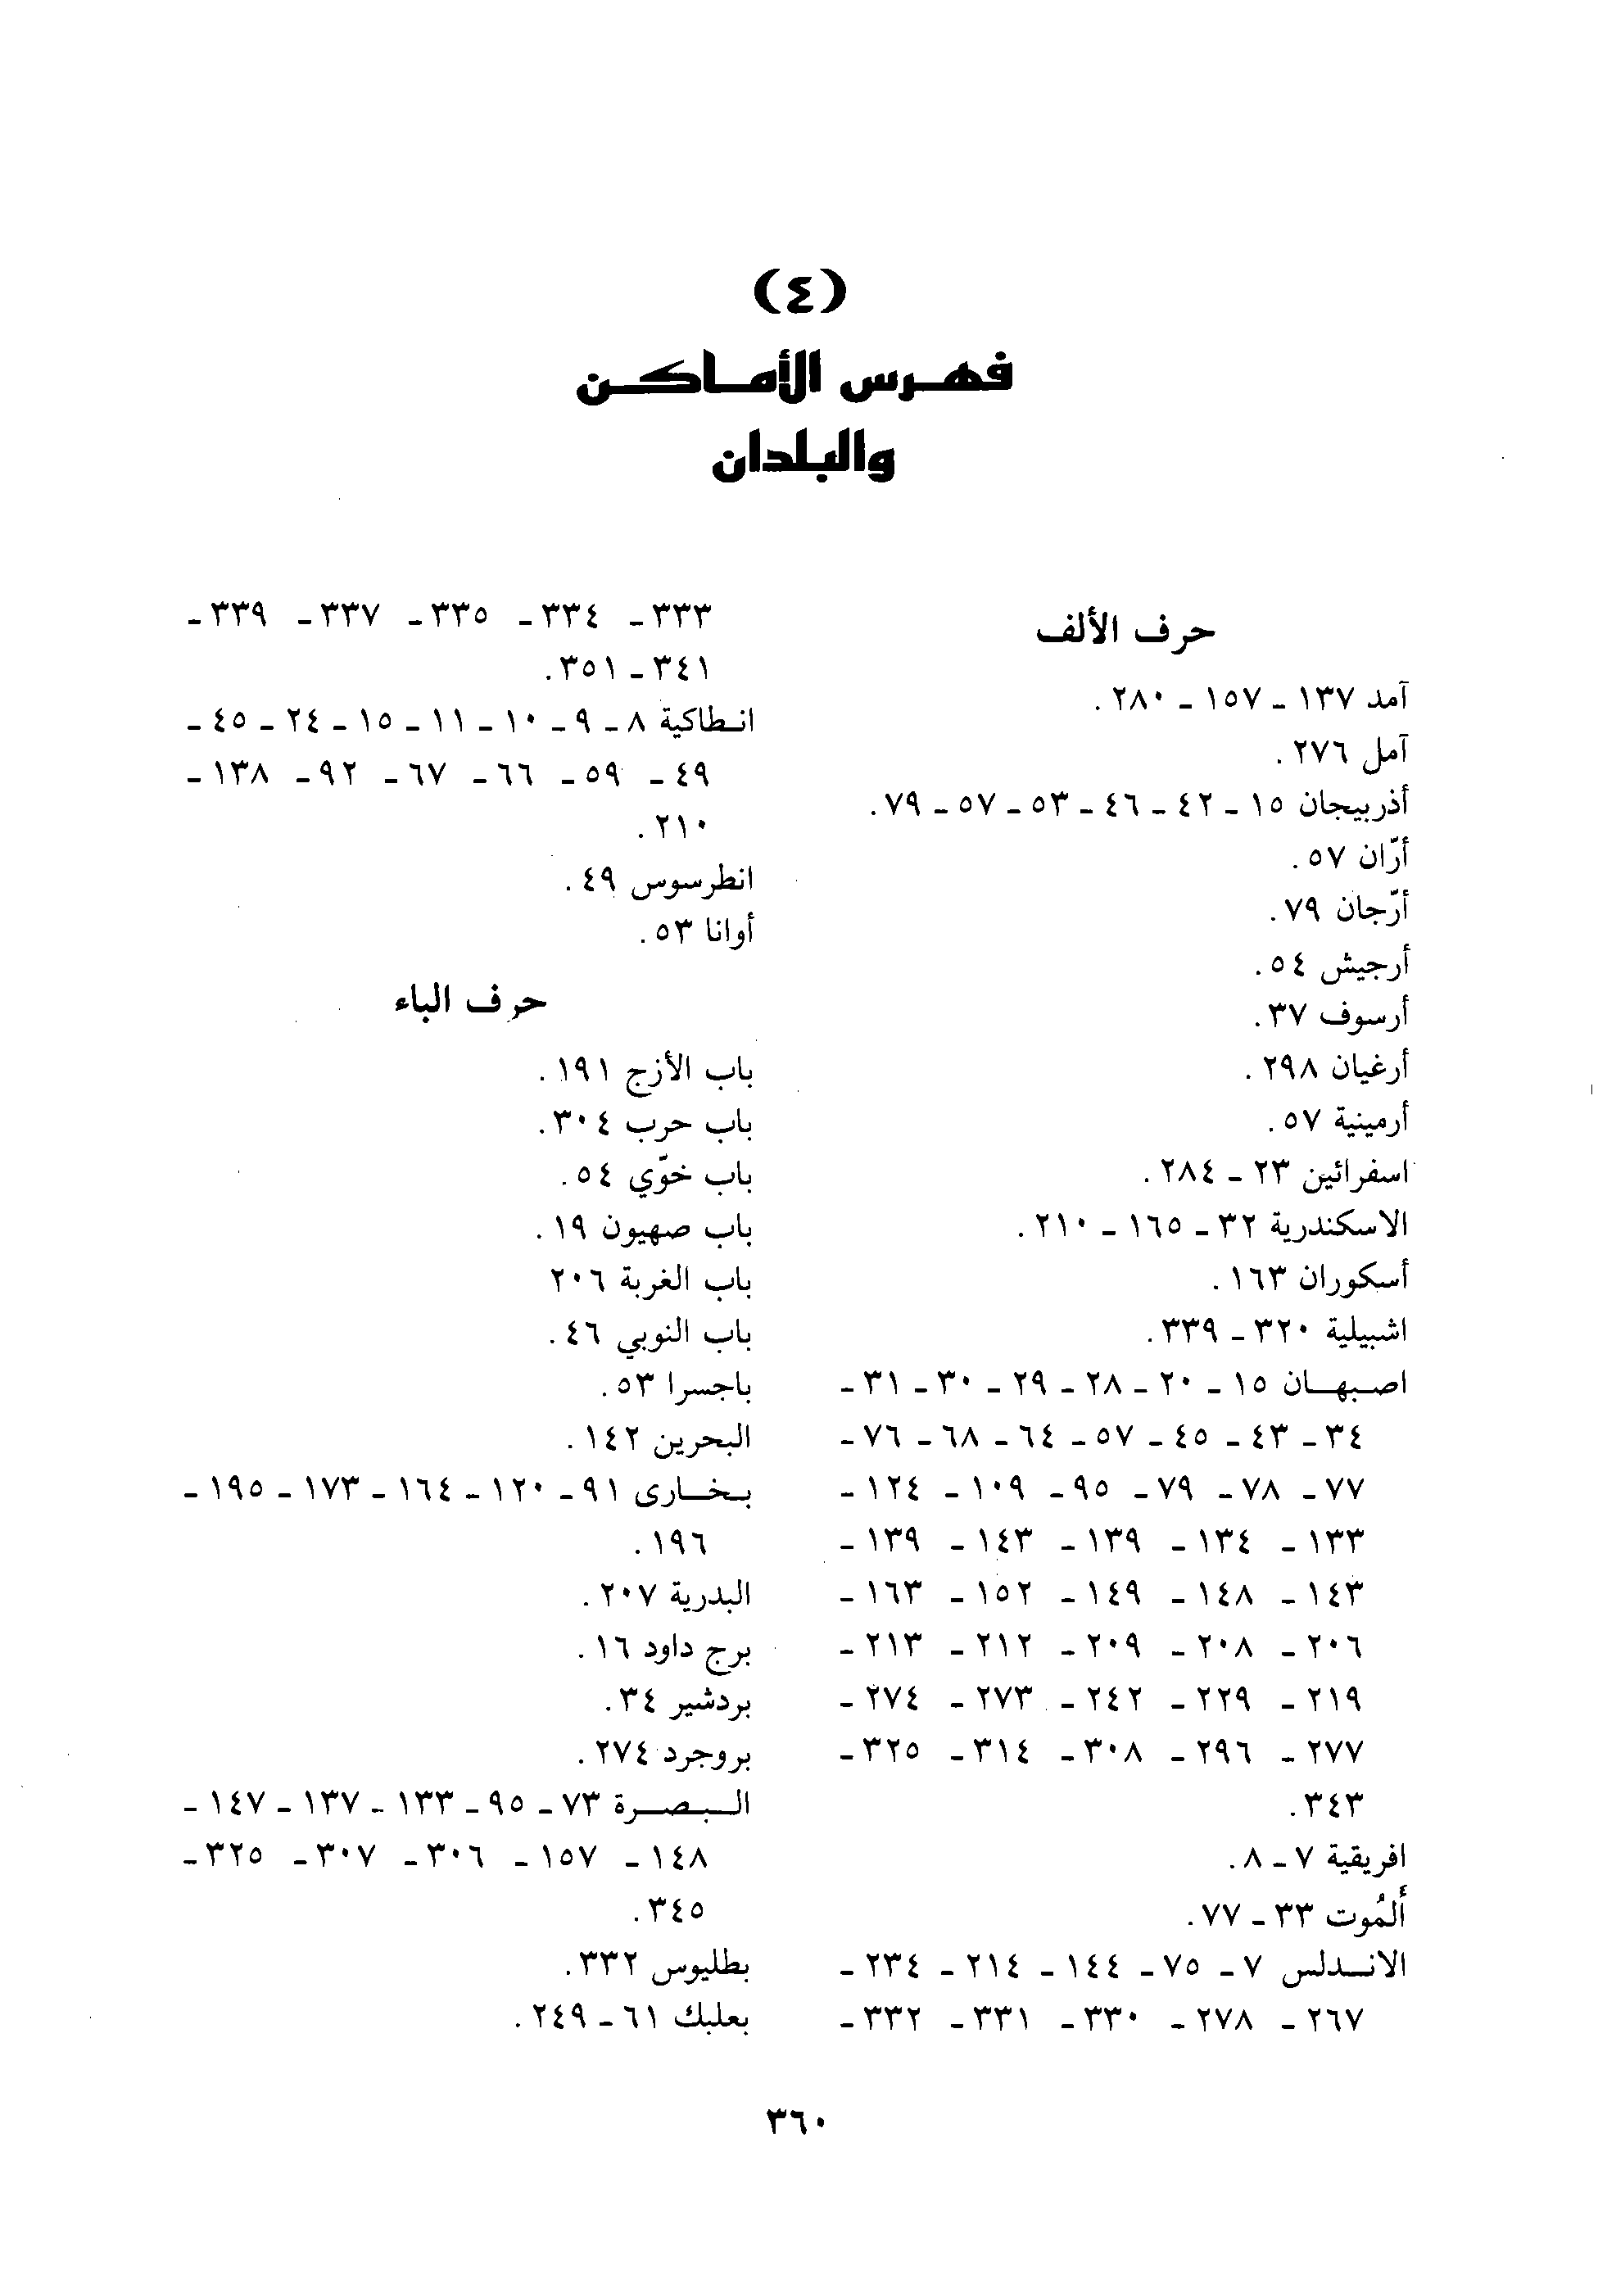 (٤)
فهرس الأماكن
والبلدان
حرف الألف
آمد ١٣٧ - ١٥٧ - ٢٨٠.
آمل ٢٧٦.
أذربيجان ١٥ - ٤٢ - ٤٦ - ٥٣ - ٥٧ - ٧٩.
أرّان ٥٧.
أرّجان ٧٩.
أرجيش ٥٤.
أرسوف ٣٧.
أرغيان ٢٩٨.
أرمينية ٥٧.
اسفرائين ٢٣ - ٢٨٤.
الاسكندرية ٣٢ - ١٦٥ - ٢١٠.
أسكوران ١٦٣.
اشبيلية ٣٢٠ - ٣٣٩.
اصبهان ١٥ - ٢٠ - ٢٨ - ٢٩ - ٣٠ - ٣١ -
٣٤ - ٤٣ - ٤٥ - ٥٧ - ٦٤ - ٦٨ - ٧٦ -
٧٧ - ٧٨ - ٧٩ - ٩٥ - ١٠٩ - ١٢٤ -
١٣٣ - ١٣٤ - ١٣٩ - ١٤٣ - ١٣٩ -
١٤٣ - ١٤٨ - ١٤٩ - ١٥٢ - ١٦٣ -
٢٠٦ - ٢٠٨ - ٢٠٩ - ٢١٢ - ٢١٣ -
٢١٩ - ٢٢٩ - ٢٤٢ - ٢٧٣ - ٢٧٤ -
٢٧٧ - ٢٩٦ - ٣٠٨ - ٣١٤ - ٣٢٥ -
٣٤٣.
افريقية ٧ - ٨.
أَلمُوت ٣٣ - ٧٧.
الاندلس ٧ - ٧٥ - ١٤٤ - ٢١٤ - ٢٣٤ -
٢٦٧ - ٢٧٨ - ٣٣٠ - ٣٣١ - ٣٣٢ -
٣٣٣ - ٣٣٤ - ٣٣٥ - ٣٣٧ - ٣٣٩ -
٣٤١ - ٣٥١.
انطاكية ٨ - ٩ - ١٠ - ١١ - ١٥ - ٢٤ - ٤٥ -
٤٩ - ٥٩ - ٦٦ - ٦٧ - ٩٢ - ١٣٨ -
٢١٠.
انطرسوس ٤٩.
أوانا ٥٣.
حرف الباء
باب الأزج ١٩١.
باب حرب ٣٠٤.
باب خوّي ٥٤.
باب صهيون ١٩.
باب الغربة ٢٠٦
باب النوبي ٤٦.
باجسرا ٥٣.
البحرين ١٤٢.
بخارى ٩١ - ١٢٠ - ١٦٤ - ١٧٣ - ١٩٥ -
١٩٦.
البدرية ٢٠٧.
برج داود ١٦.
بردشير ٣٤.
بروجرد ٢٧٤.
البصرة ٧٣ - ٩٥ - ١٣٣ - ١٣٧ - ١٤٧ -
١٤٨ - ١٥٧ - ٣٠٦ - ٣٠٧ - ٣٢٥ -
٣٤٥.
بطليوس ٣٣٢.
بعلبك ٦١ - ٢٤٩.
٣٦٠